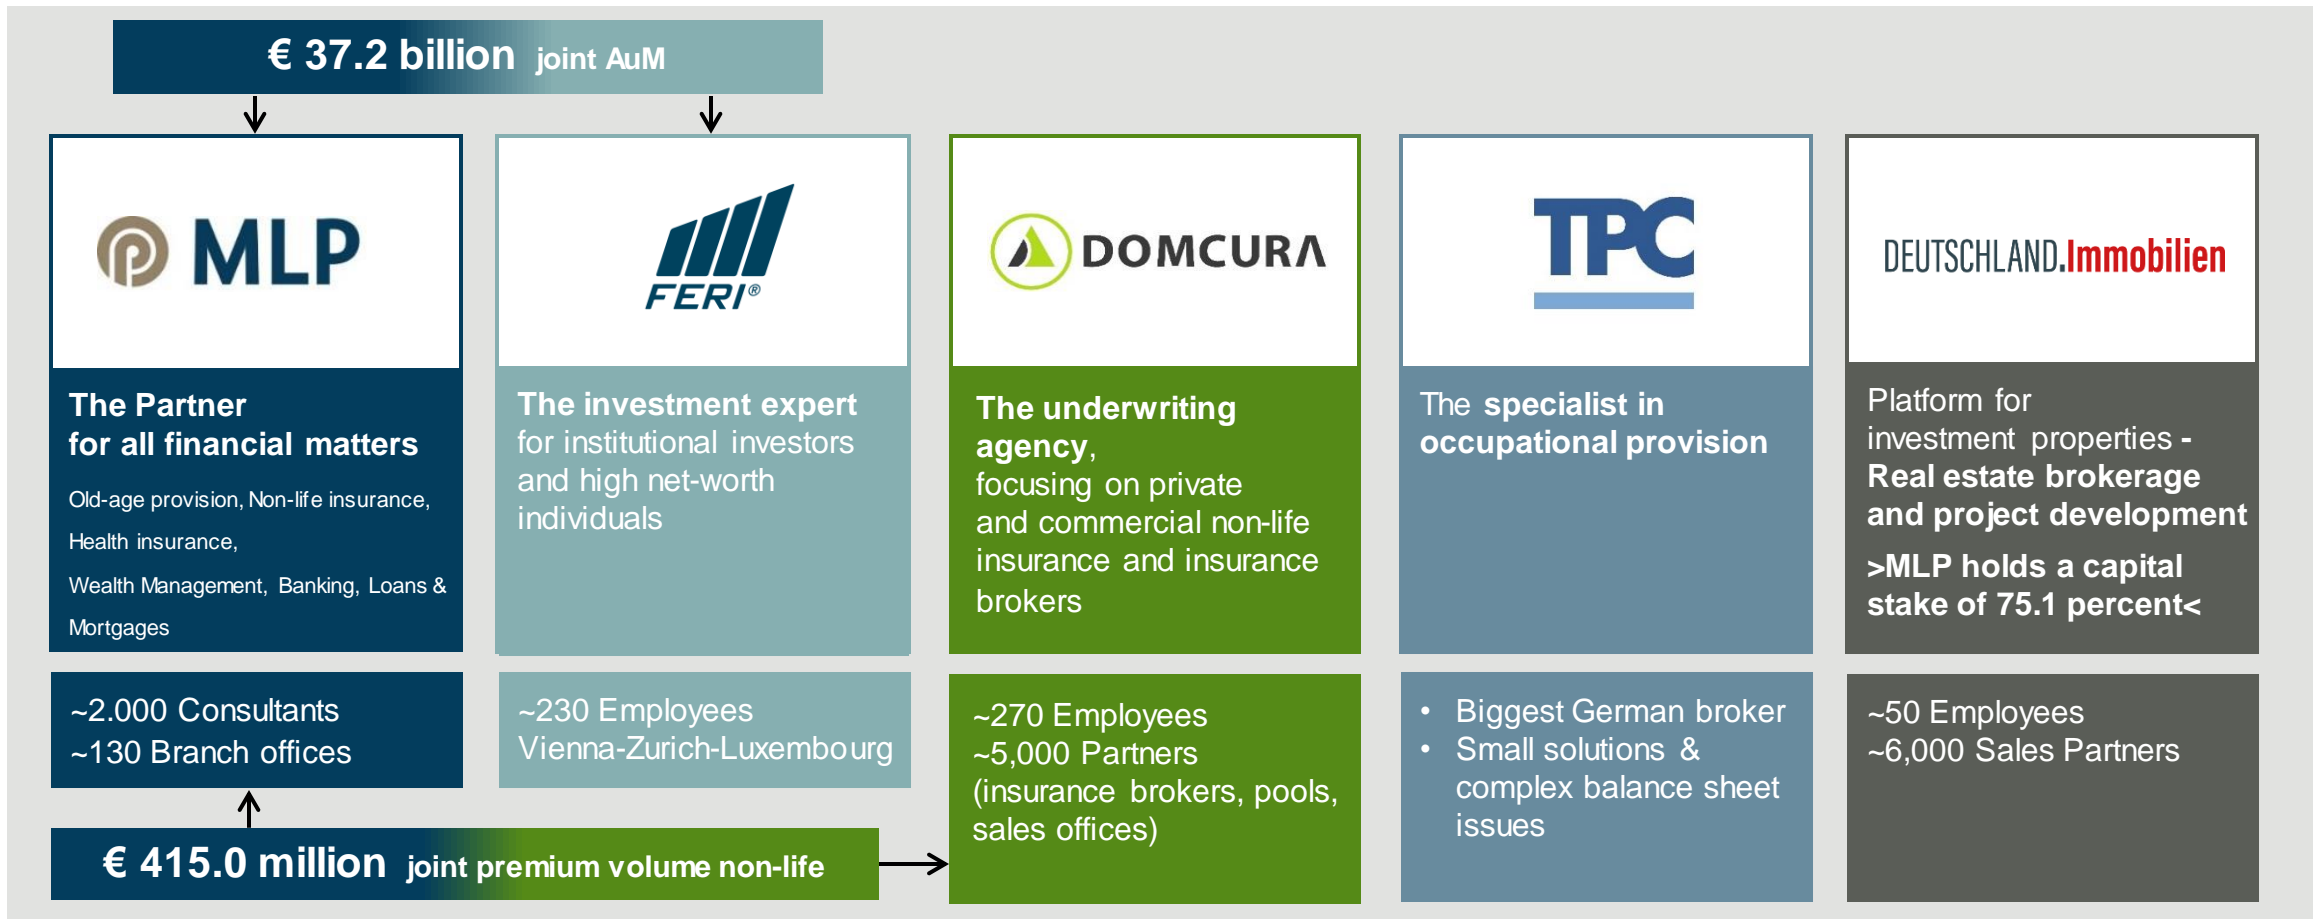 € 37.2 billion joint AuM
MLP
The Partner
for all financial matters
Old-age provision, Non-life insurance,
Health insurance,
Wealth Management, Banking, Loans &
Mortgages
~2.000 Consultants
~130 Branch offices
FERI®
The investment expert
for institutional investors
and high net-worth
individuals
~230 Employees
Vienna-Zurich-Luxembourg
€ 415.0 million joint premium volume non-life
DOMCURA
The underwriting
agency,
focusing on private
and commercial non-life
insurance and insurance
brokers
~270 Employees
~5,000 Partners
(insurance brokers, pools,
sales offices)
TPC
The specialist in
occupational provision
• Biggest German broker
• Small solutions &
complex balance sheet
issues
DEUTSCHLAND.Immobilien
Platform for
investment properties -
Real estate brokerage
and project development
>MLP holds a capital
stake of 75.1 percent<
~50 Employees
~6,000 Sales Partners